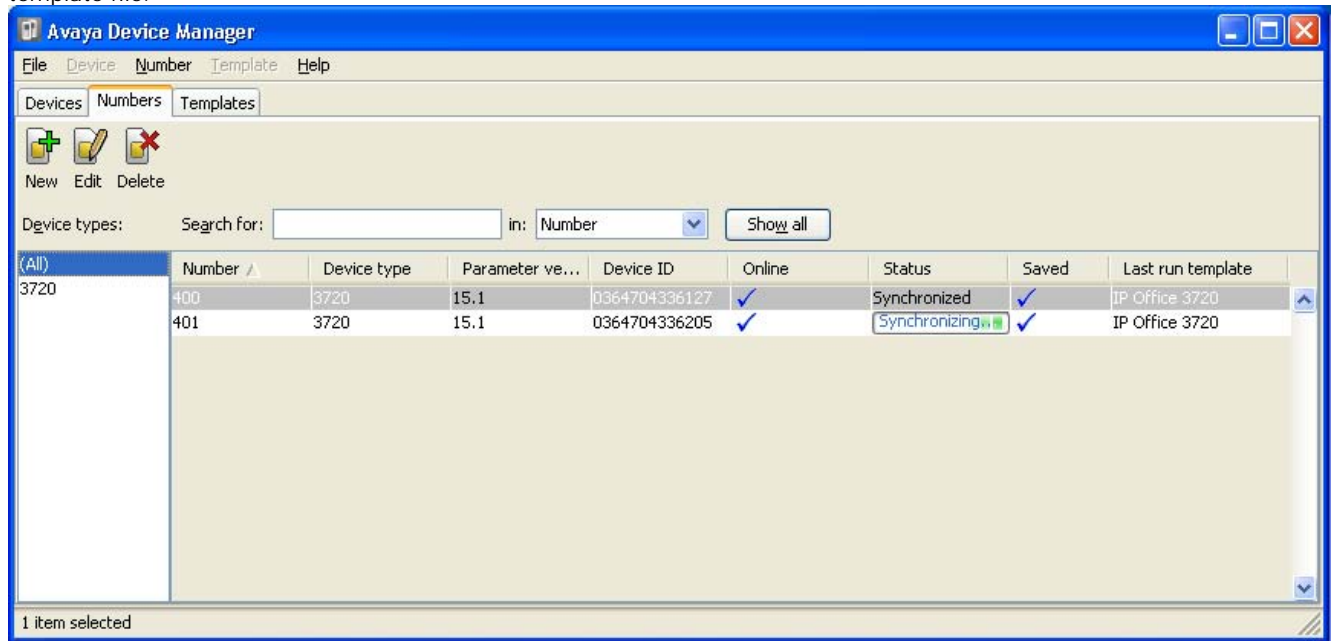 template file.
Avaya Device Manager
File Device Number Template Help
Devices Numbers Templates
New Edit Delete
Device types: Search for: in: Number Show all
(All) Number Device type Parameter ve... Device ID Online Status Saved Last run template
3720 400 3720 15.1 0364704336127 Synchronized IP Office 3720
401 3720 15.1 0364704336205 Synchronizing... IP Office 3720
1 item selected